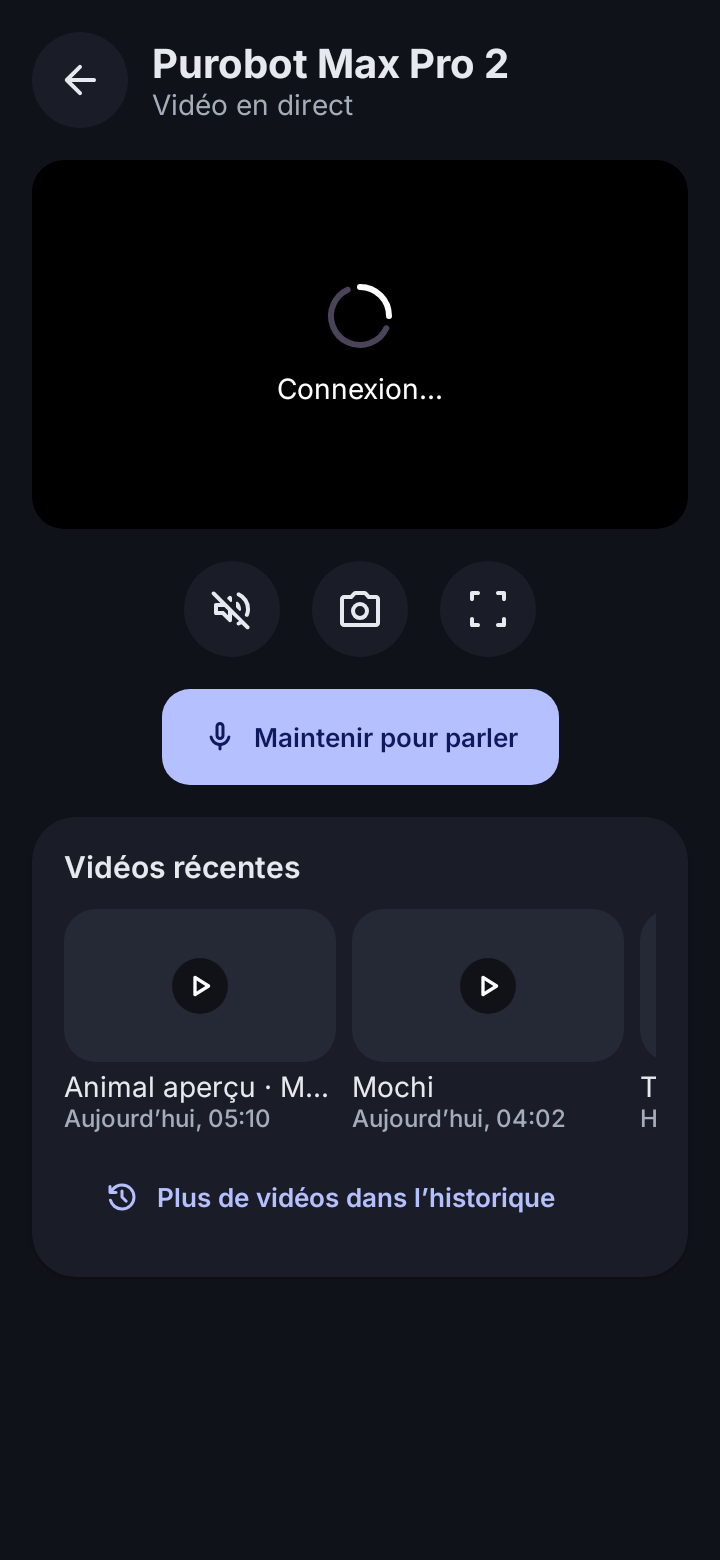 Purobot Max Pro 2
Vidéo en direct
Connexion…
Maintenir pour parler
Vidéos récentes
Animal aperçu · M…
Mochi
T
Aujourd’hui, 05:10
Aujourd’hui, 04:02
H
Plus de vidéos dans l’historique